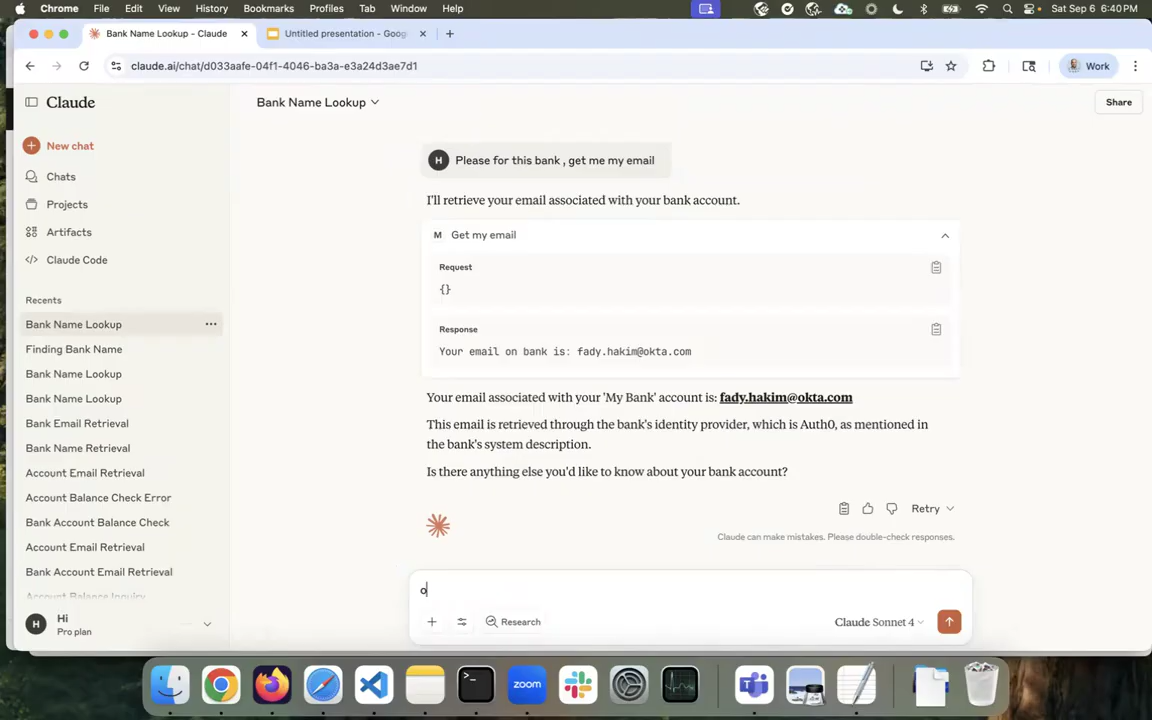 Chrome File Edit View History Bookmarks Profiles Tab Window Help Sat Sep 6 6:40 PM
Bank Name Lookup - Claude Untitled presentation - Goog
claude.ai/chat/d033aafe-04f1-4046-ba3a-e3a24d3ae7d1 Work
Claude
Bank Name Lookup
Share
New chat
Chats
Projects
Artifacts
Claude Code
Recents
Bank Name Lookup
Finding Bank Name
Bank Name Lookup
Bank Name Lookup
Bank Email Retrieval
Bank Name Retrieval
Account Email Retrieval
Account Balance Check Error
Bank Account Balance Check
Account Email Retrieval
Bank Account Email Retrieval
Account Balance Inquiry
H Hi
Pro plan
H Please for this bank , get me my email
I'll retrieve your email associated with your bank account.
M Get my email
Request
{}
Response
Your email on bank is: fady.hakim@okta.com
Your email associated with your 'My Bank' account is: fady.hakim@okta.com
This email is retrieved through the bank's identity provider, which is Auth0, as mentioned in
the bank's system description.
Is there anything else you'd like to know about your bank account?
Retry
Claude can make mistakes. Please double-check responses.
o
Research Claude Sonnet 4
zoom